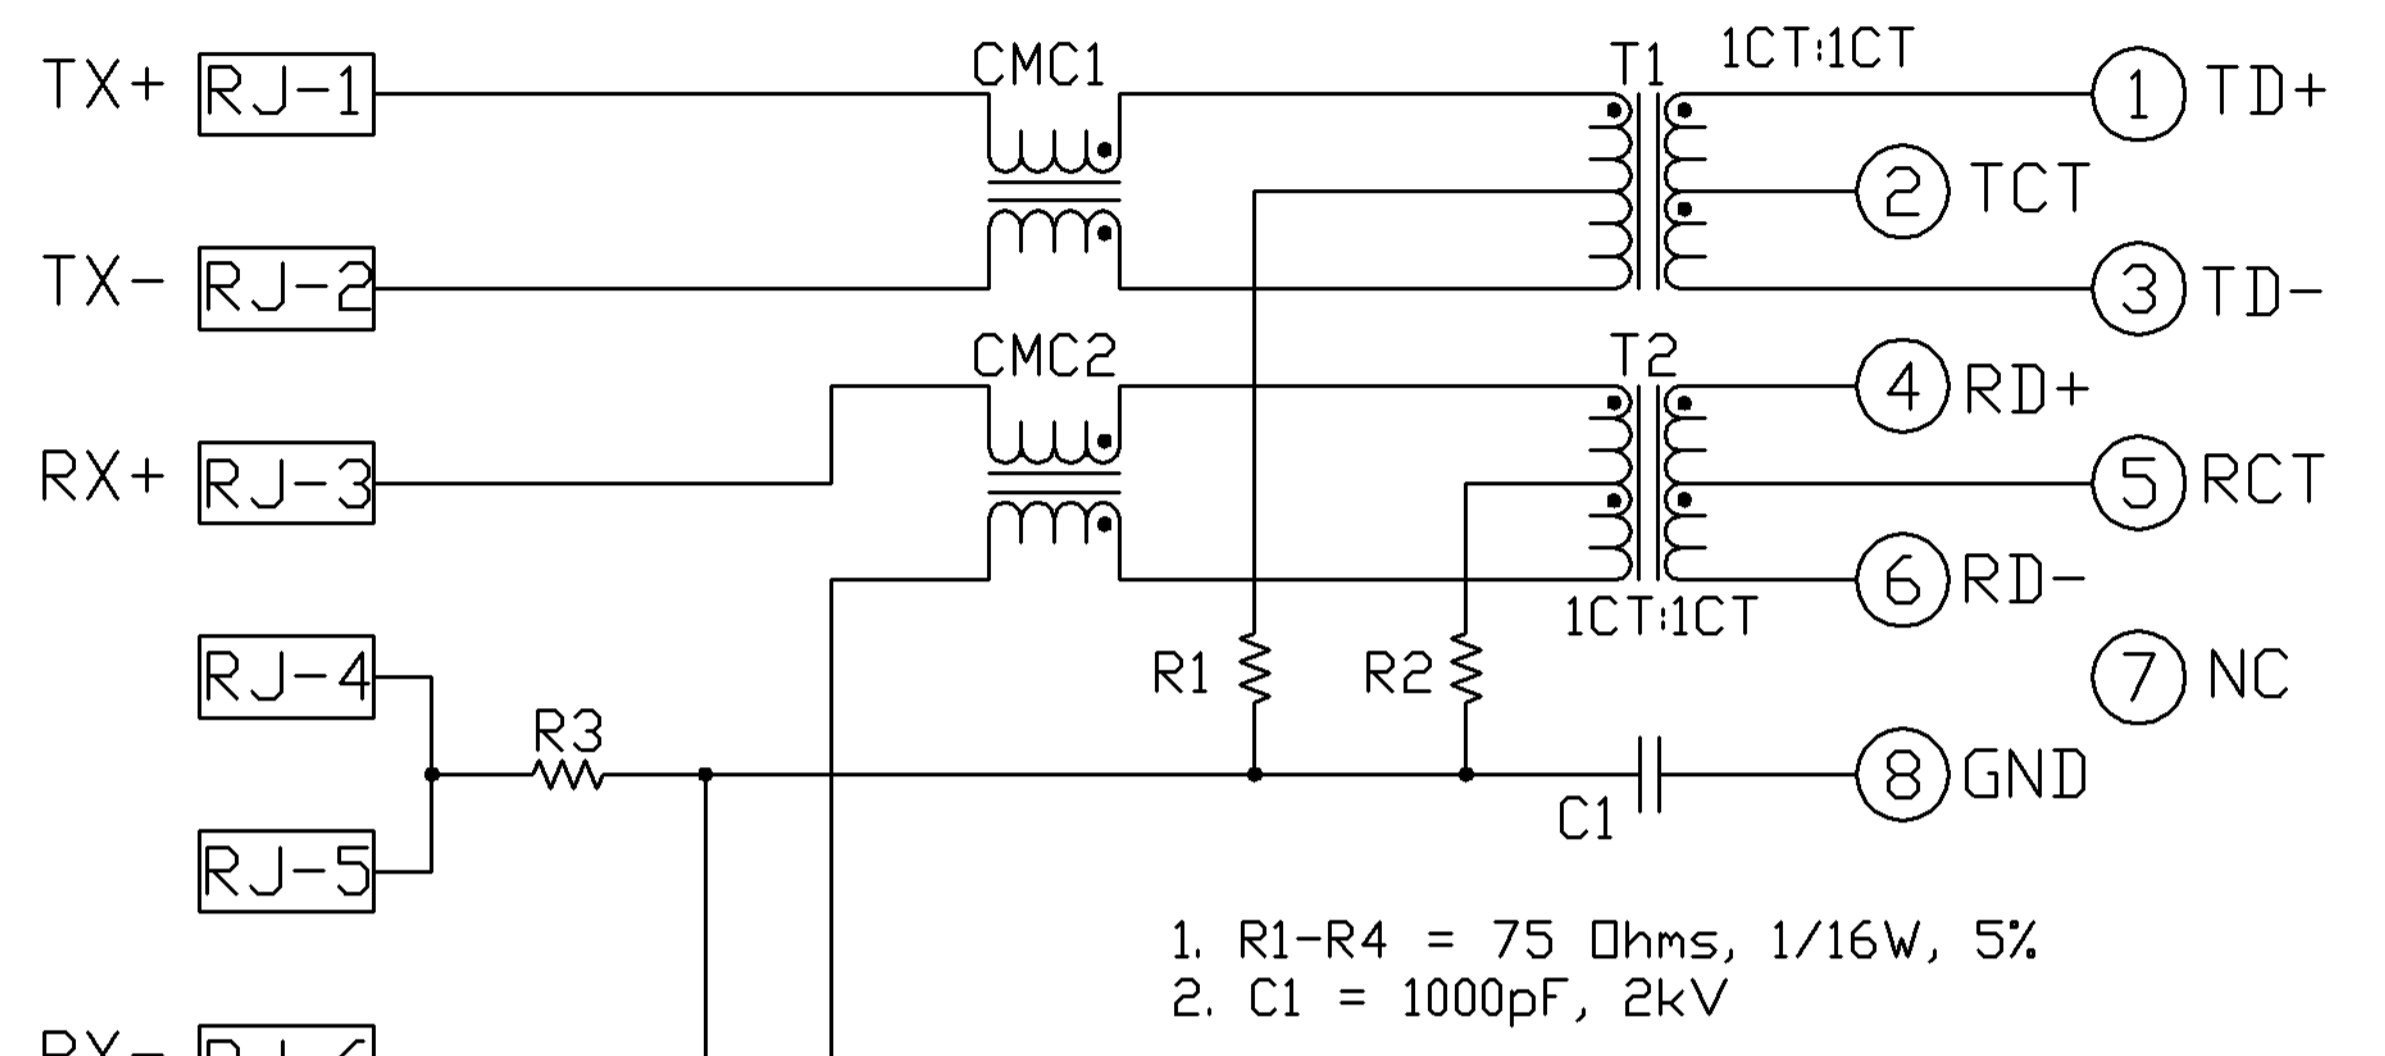 TX+ RJ-1 CMC1 T1 1CT:1CT 1 TD+
2 TCT
TX- RJ-2 3 TD-
CMC2 T2 4 RD+
RX+ RJ-3 5 RCT
6 RD-
1CT:1CT
RJ-4 R1 R2 7 NC
R3
8 GND
C1
RJ-5
1. R1-R4 = 75 Ohms, 1/16W, 5%
2. C1 = 1000pF, 2kV